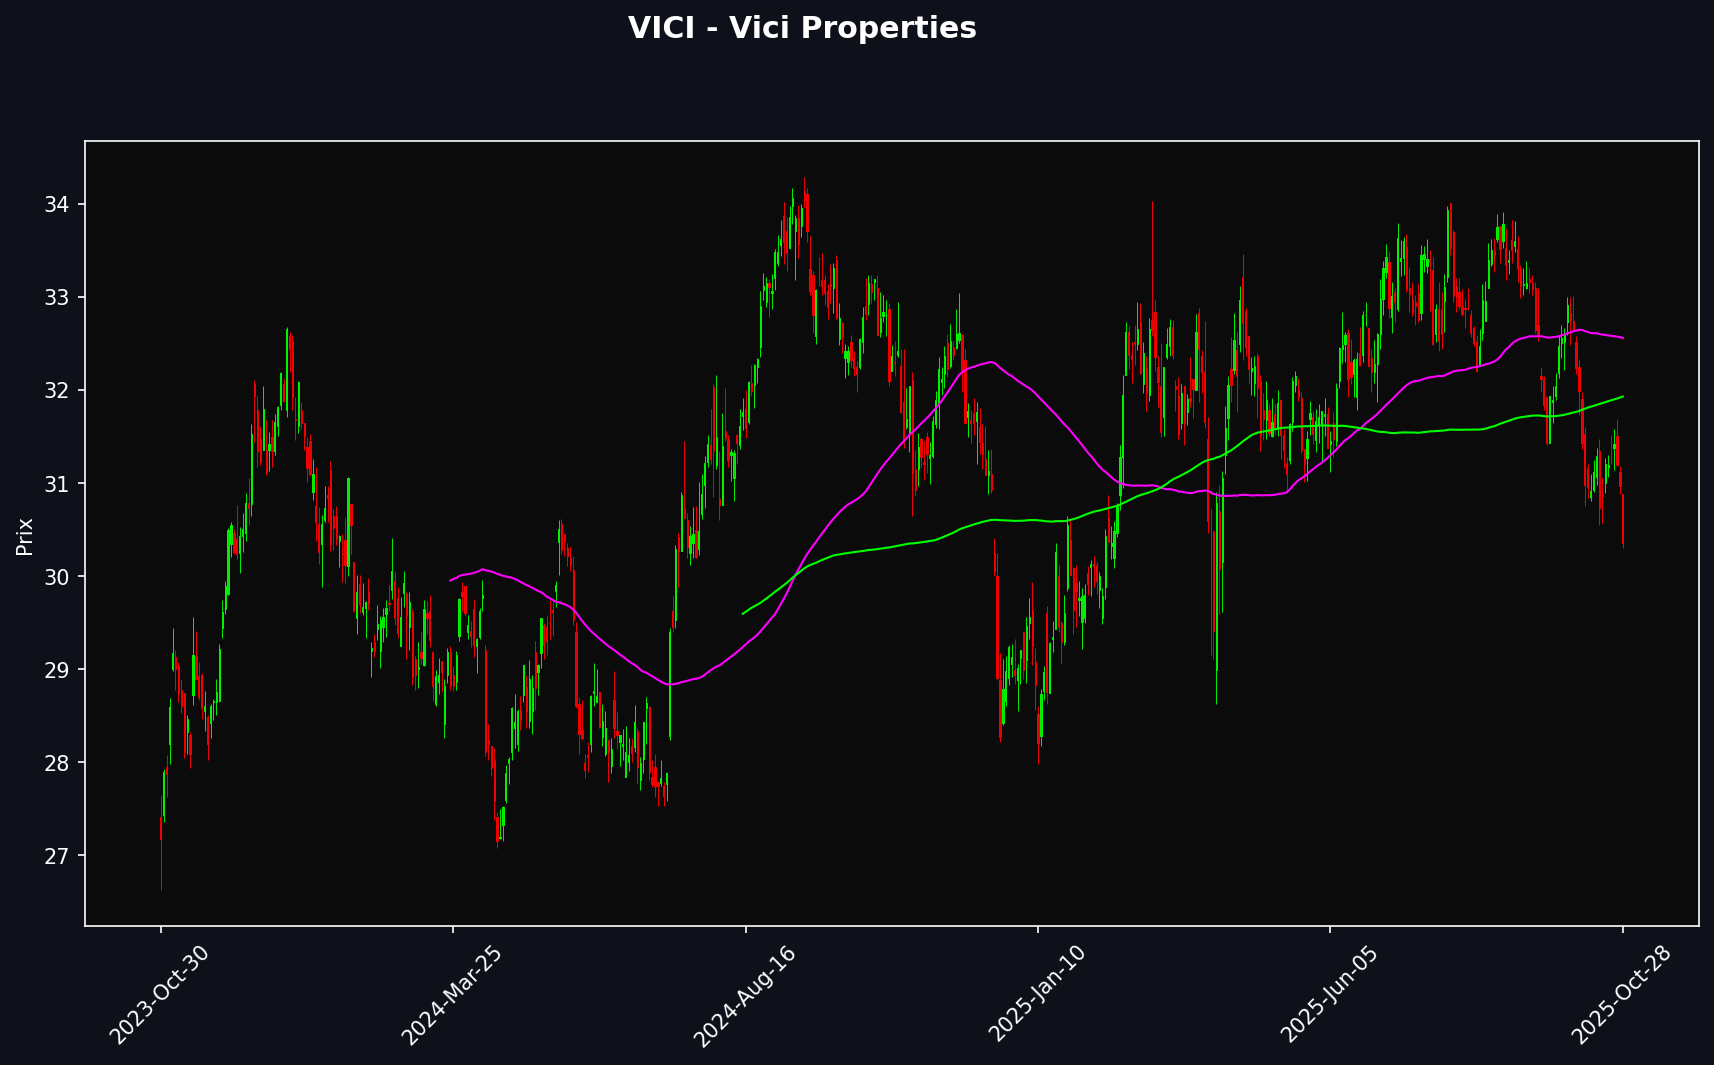 VICI - Vici Properties
Prix
34
33
32
31
30
29
28
27
2023-Oct-30
2024-Mar-25
2024-Aug-16
2025-Jan-10
2025-Jun-05
2025-Oct-28